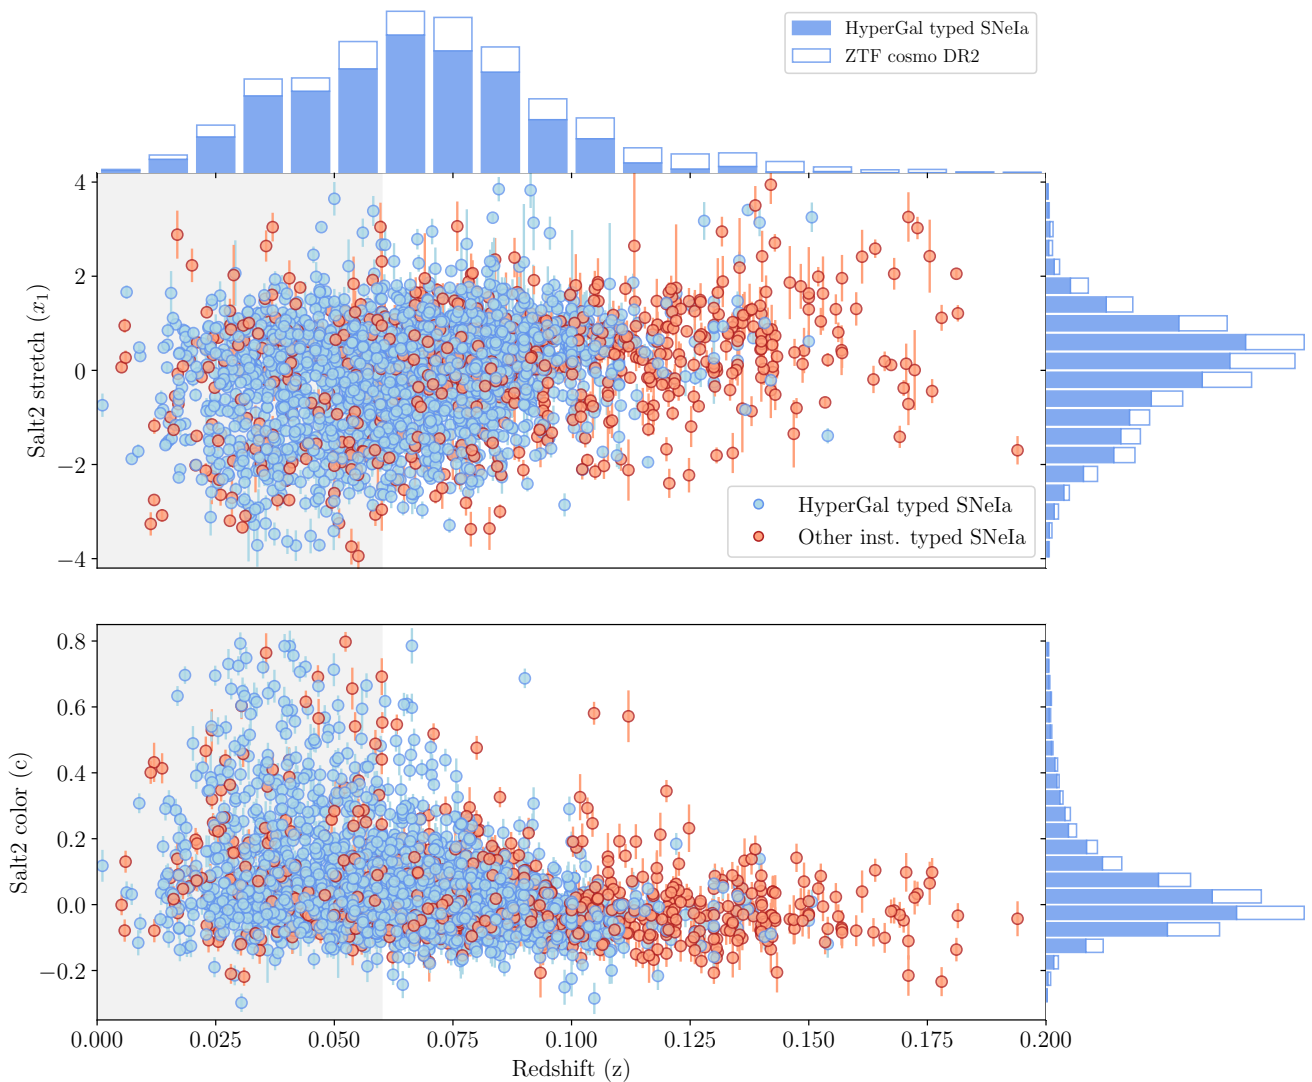 HyperGal typed SNeIa
ZTF cosmo DR2
4
2
0
−2
−4
Salt2 stretch (x₁)
HyperGal typed SNeIa
Other inst. typed SNeIa
0.8
0.6
0.4
0.2
0.0
−0.2
Salt2 color (c)
0.000 0.025 0.050 0.075 0.100 0.125 0.150 0.175 0.200
Redshift (z)